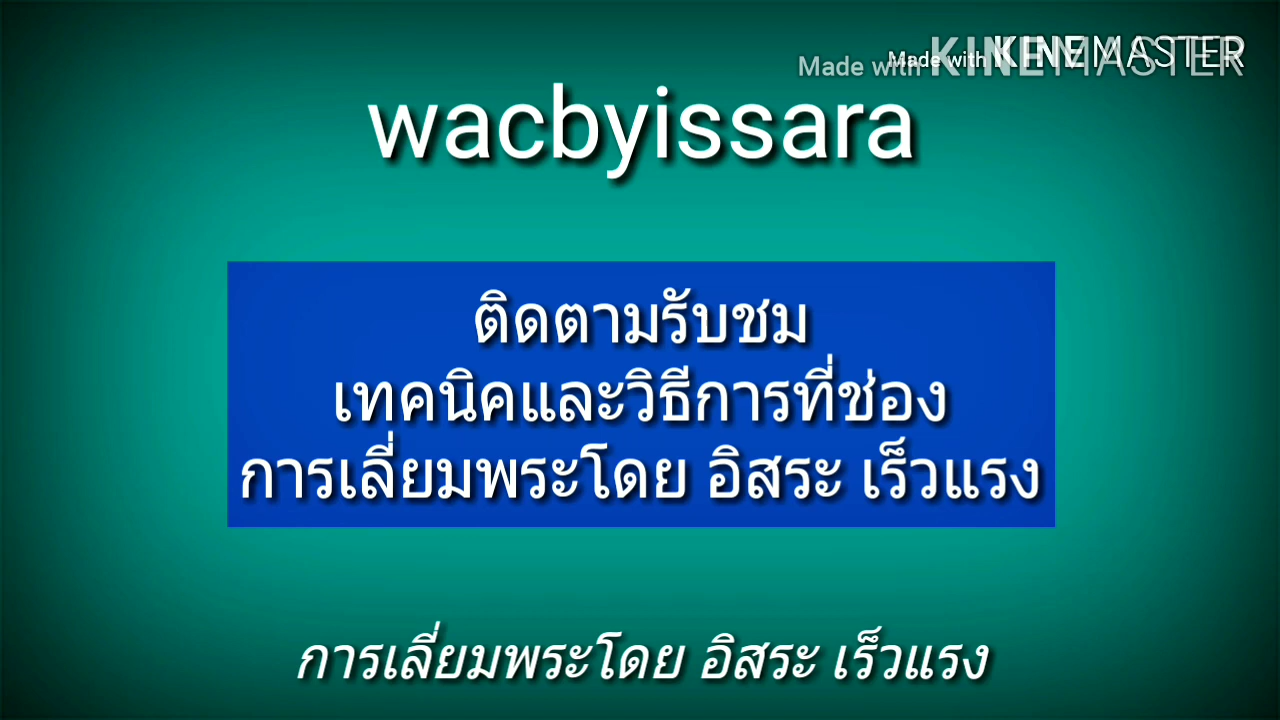 Made with KINEMASTER
Made with KINEMASTER
wacbyissara
ติดตามรับชม
เทคนิคและวิธีการที่ช่อง
การเลี่ยมพระโดย อิสระ เร็วแรง
การเลี่ยมพระโดย อิสระ เร็วแรง